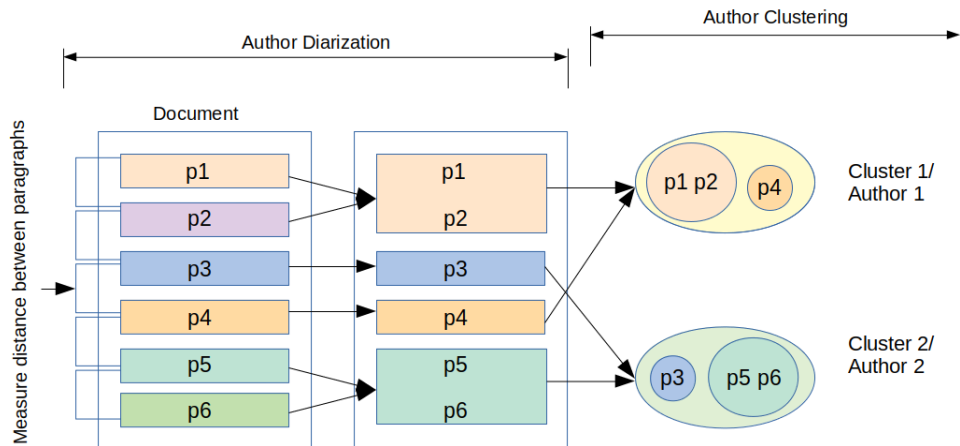 Author Clustering
Author Diarization
Document
Measure distance between paragraphs
p1
p2
p3
p4
p5
p6
p1
p2
p3
p4
p5
p6
p1 p2
p4
Cluster 1/
Author 1
p3
p5 p6
Cluster 2/
Author 2